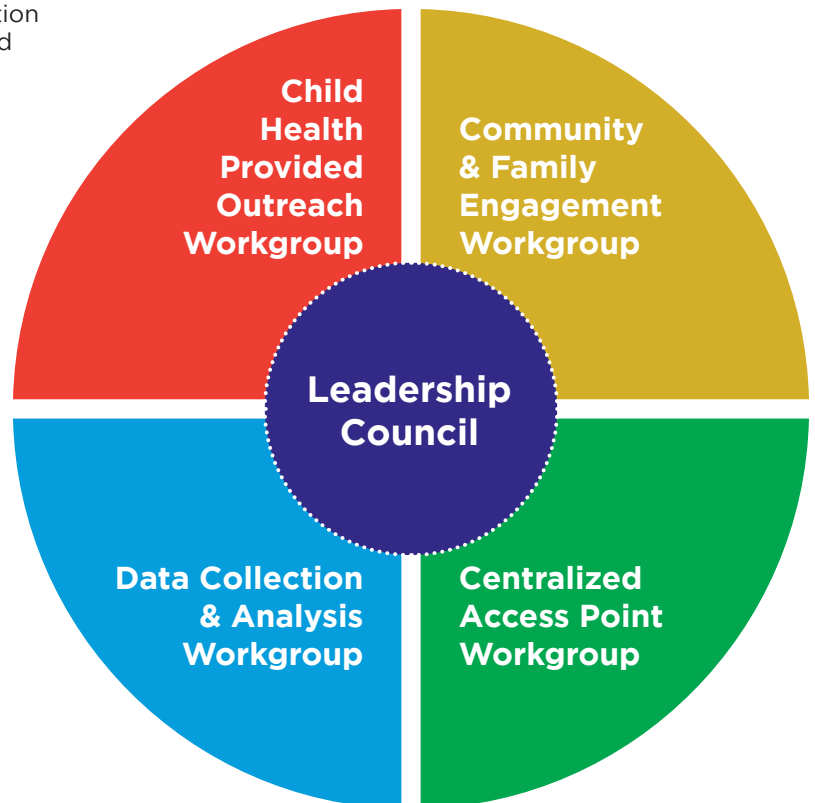 Child
Health
Provided
Outreach
Workgroup
Community
& Family
Engagement
Workgroup
Leadership
Council
Data Collection
& Analysis
Workgroup
Centralized
Access Point
Workgroup